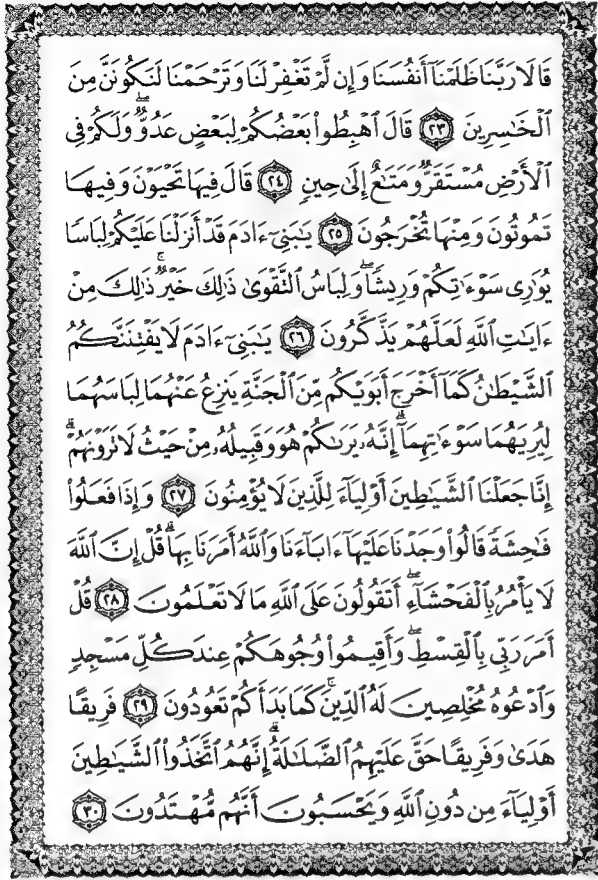 قَالَا رَبَّنَا ظَلَمْنَآ أَنفُسَنَا وَإِن لَّمْ تَغْفِرْ لَنَا وَتَرْحَمْنَا لَنَكُونَنَّ مِنَ
ٱلْخَـٰسِرِينَ ٢٣ قَالَ ٱهْبِطُوا۟ بَعْضُكُمْ لِبَعْضٍ عَدُوٌّ ۖ وَلَكُمْ فِى
ٱلْأَرْضِ مُسْتَقَرٌّ وَمَتَـٰعٌ إِلَىٰ حِينٍ ٢٤ قَالَ فِيهَا تَحْيَوْنَ وَفِيهَا
تَمُوتُونَ وَمِنْهَا تُخْرَجُونَ ٢٥ يَـٰبَنِىٓ ءَادَمَ قَدْ أَنزَلْنَا عَلَيْكُمْ لِبَاسًا
يُوَٰرِى سَوْءَٰتِكُمْ وَرِيشًا ۖ وَلِبَاسُ ٱلتَّقْوَىٰ ذَٰلِكَ خَيْرٌ ۚ ذَٰلِكَ مِنْ
ءَايَـٰتِ ٱللَّهِ لَعَلَّهُمْ يَذَّكَّرُونَ ٢٦ يَـٰبَنِىٓ ءَادَمَ لَا يَفْتِنَنَّكُمُ
ٱلشَّيْطَـٰنُ كَمَآ أَخْرَجَ أَبَوَيْكُم مِّنَ ٱلْجَنَّةِ يَنزِعُ عَنْهُمَا لِبَاسَهُمَا
لِيُرِيَهُمَا سَوْءَٰتِهِمَآ ۗ إِنَّهُۥ يَرَىٰكُمْ هُوَ وَقَبِيلُهُۥ مِنْ حَيْثُ لَا تَرَوْنَهُمْ ۗ
إِنَّا جَعَلْنَا ٱلشَّيَـٰطِينَ أَوْلِيَآءَ لِلَّذِينَ لَا يُؤْمِنُونَ ٢٧ وَإِذَا فَعَلُوا۟
فَـٰحِشَةً قَالُوا۟ وَجَدْنَا عَلَيْهَآ ءَابَآءَنَا وَٱللَّهُ أَمَرَنَا بِهَا ۗ قُلْ إِنَّ ٱللَّهَ
لَا يَأْمُرُ بِٱلْفَحْشَآءِ ۖ أَتَقُولُونَ عَلَى ٱللَّهِ مَا لَا تَعْلَمُونَ ٢٨ قُلْ
أَمَرَ رَبِّى بِٱلْقِسْطِ ۖ وَأَقِيمُوا۟ وُجُوهَكُمْ عِندَ كُلِّ مَسْجِدٍ
وَٱدْعُوهُ مُخْلِصِينَ لَهُ ٱلدِّينَ ۚ كَمَا بَدَأَكُمْ تَعُودُونَ ٢٩ فَرِيقًا
هَدَىٰ وَفَرِيقًا حَقَّ عَلَيْهِمُ ٱلضَّلَـٰلَةُ ۗ إِنَّهُمُ ٱتَّخَذُوا۟ ٱلشَّيَـٰطِينَ
أَوْلِيَآءَ مِن دُونِ ٱللَّهِ وَيَحْسَبُونَ أَنَّهُم مُّهْتَدُونَ ٣٠